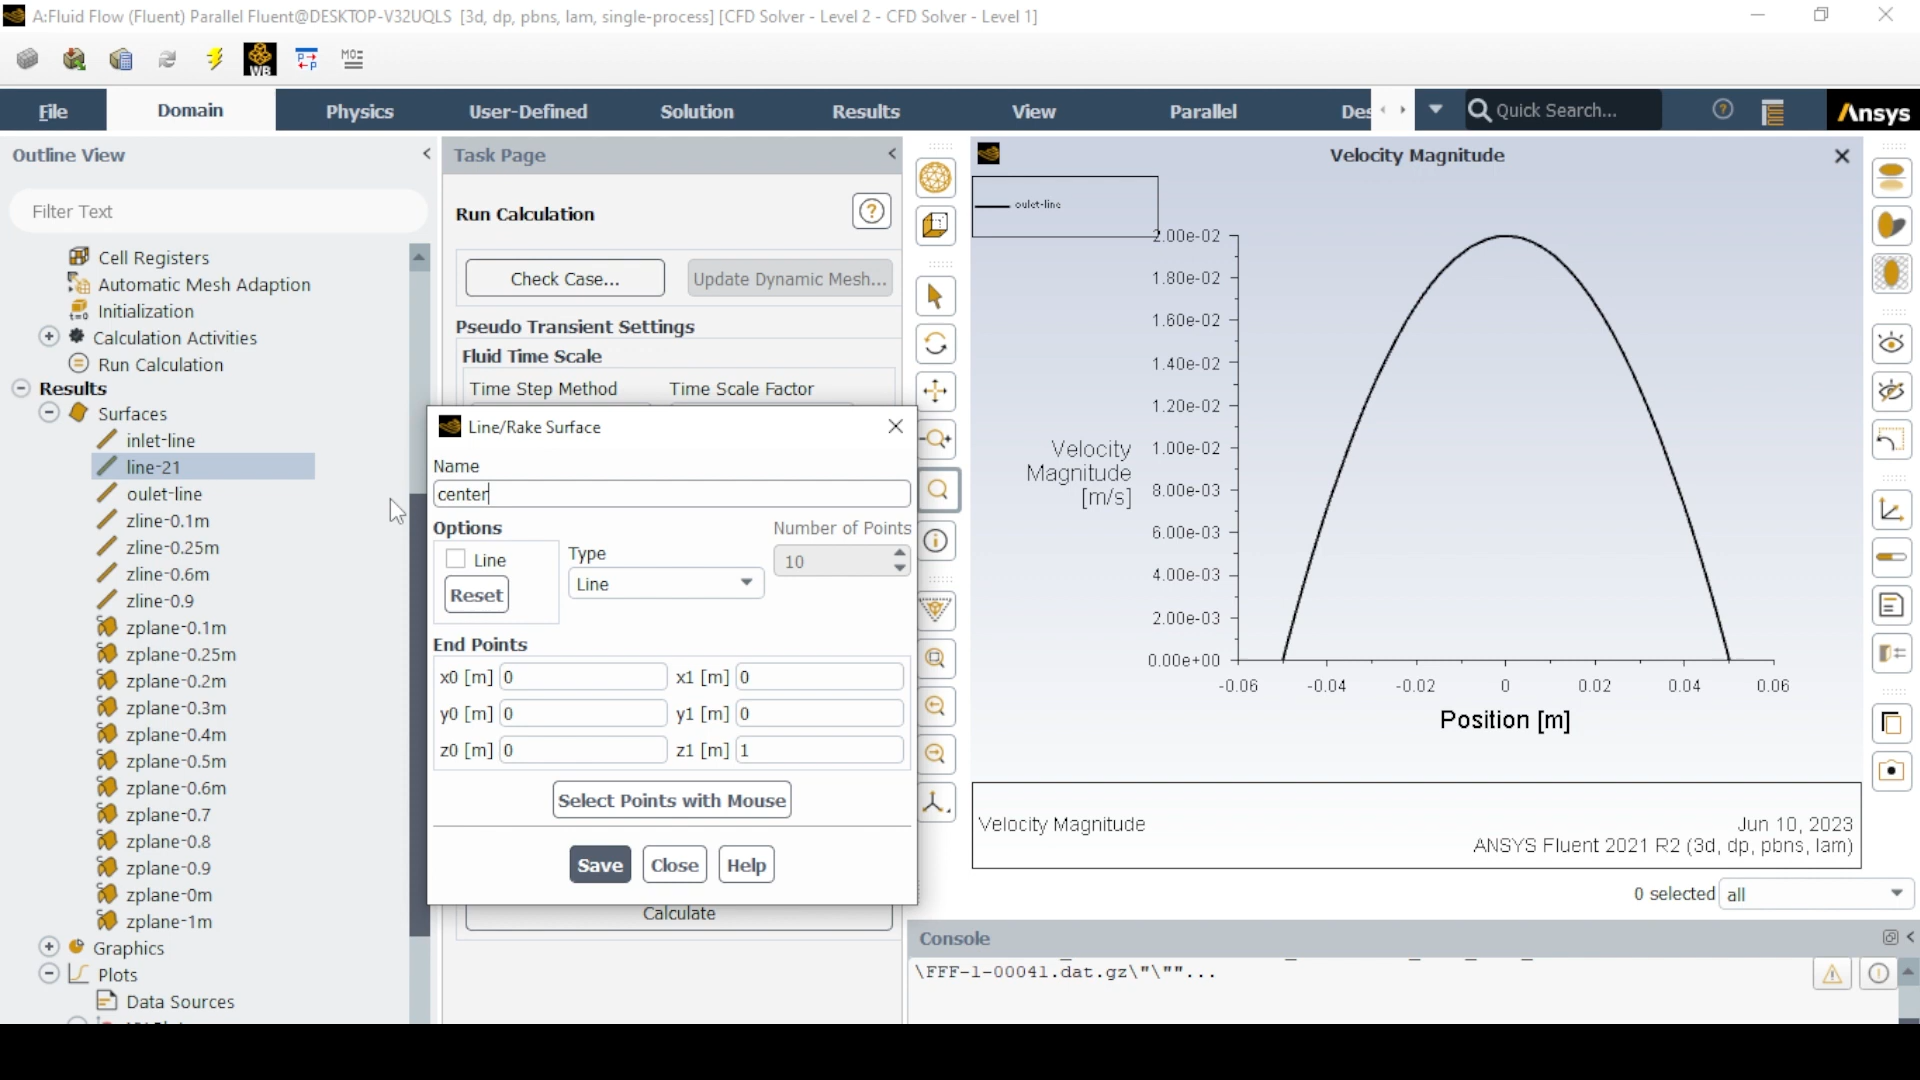 A:Fluid Flow (Fluent) Parallel Fluent@DESKTOP-V32UQLS [3d, dp, pbns, lam, single-process] [CFD Solver - Level 2 - CFD Solver - Level 1]
WB
MO=
File
Domain
Physics
User-Defined
Solution
Results
View
Parallel
Des
Quick Search...
Ansys
Outline View
Filter Text
Cell Registers
Automatic Mesh Adaption
Initialization
Calculation Activities
Run Calculation
Results
Surfaces
inlet-line
line-21
oulet-line
zline-0.1m
zline-0.25m
zline-0.6m
zline-0.9
zplane-0.1m
zplane-0.25m
zplane-0.2m
zplane-0.3m
zplane-0.4m
zplane-0.5m
zplane-0.6m
zplane-0.7
zplane-0.8
zplane-0.9
zplane-0m
zplane-1m
Graphics
Plots
Data Sources
Task Page
Run Calculation
Check Case...
Update Dynamic Mesh...
Pseudo Transient Settings
Fluid Time Scale
Time Step Method
Time Scale Factor
Line/Rake Surface
Name
center
Options
Number of Points
Line
Type
10
Reset
Line
End Points
x0 [m] 0
x1 [m] 0
y0 [m] 0
y1 [m] 0
z0 [m] 0
z1 [m] 1
Select Points with Mouse
Save
Close
Help
Calculate
Velocity Magnitude
oulet-line
2.00e-02
1.80e-02
1.60e-02
1.40e-02
1.20e-02
1.00e-02
8.00e-03
6.00e-03
4.00e-03
2.00e-03
0.00e+00
Velocity
Magnitude
[m/s]
-0.06
-0.04
-0.02
0
0.02
0.04
0.06
Position [m]
Velocity Magnitude
Jun 10, 2023
ANSYS Fluent 2021 R2 (3d, dp, pbns, lam)
0 selected
all
Console
\FFF-1-00041.dat.gz\"\""...